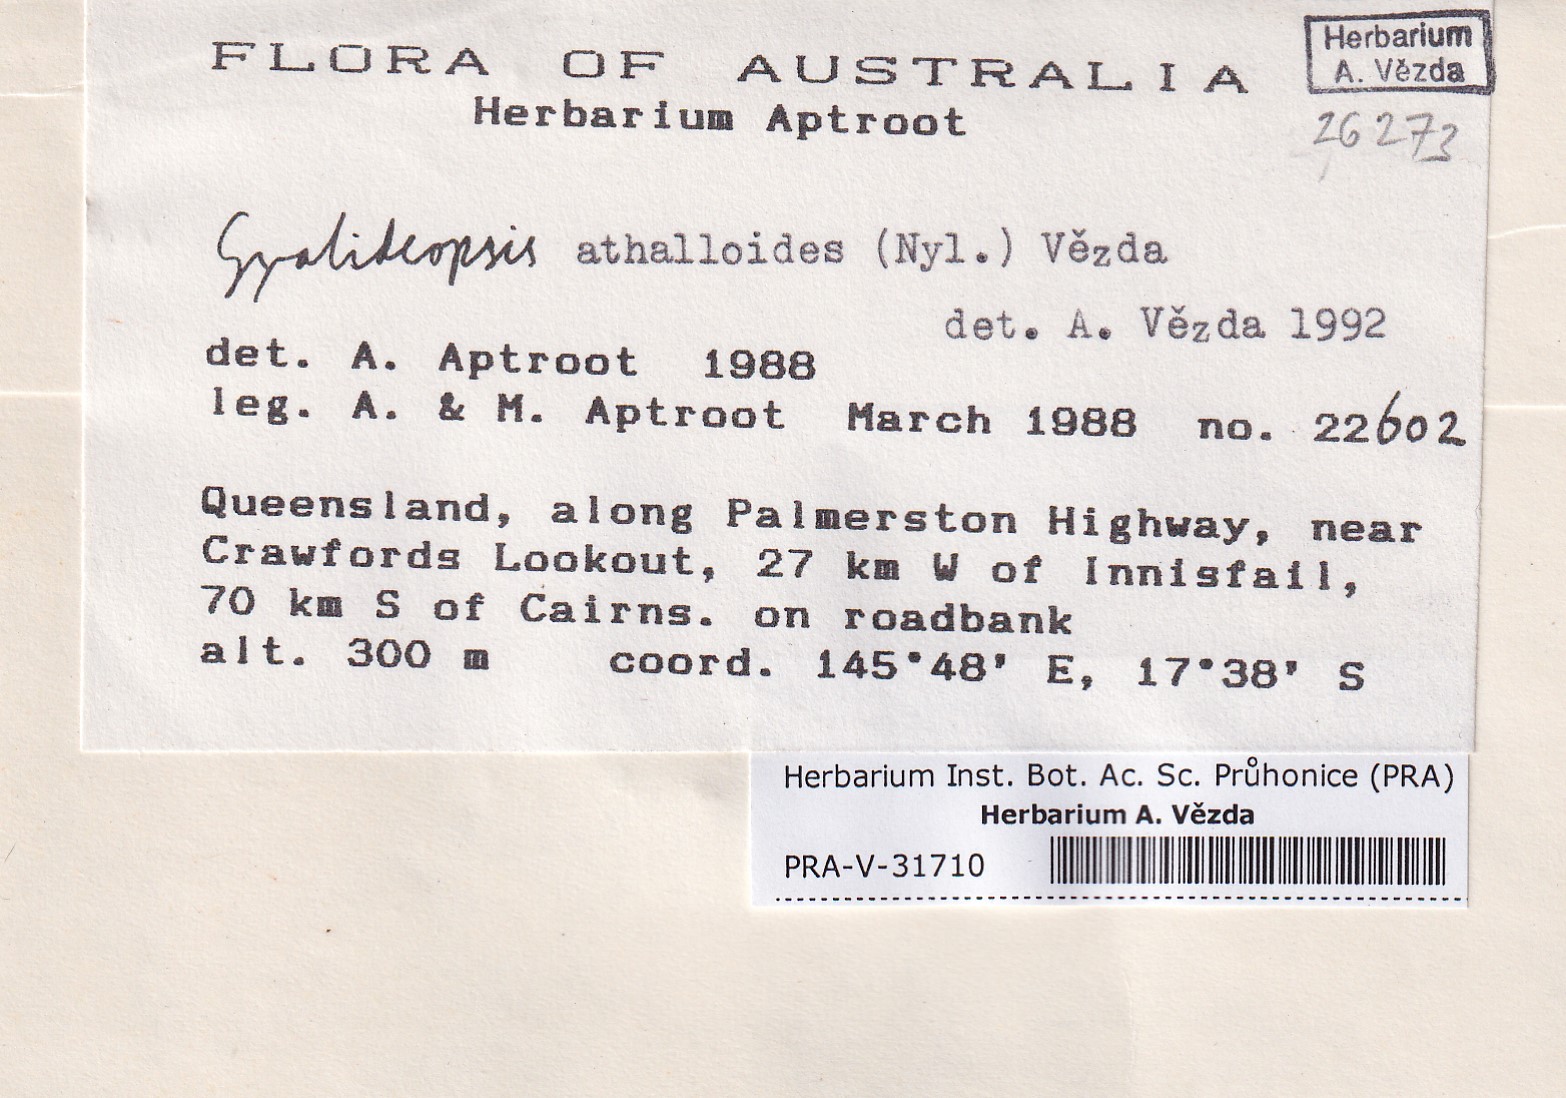 FLORA OF AUSTRALIA
Herbarium Aptroot
Herbarium
A. Vězda
26273
Gyalideopsis athalloides (Nyl.) Vězda
det. A. Vězda 1992
det. A. Aptroot 1988
leg. A. & M. Aptroot March 1988 no. 22602
Queensland, along Palmerston Highway, near
Crawfords Lookout, 27 km W of Innisfail,
70 km S of Cairns. on roadbank
alt. 300 m coord. 145°48' E, 17°38' S
Herbarium Inst. Bot. Ac. Sc. Průhonice (PRA)
Herbarium A. Vězda
PRA-V-31710